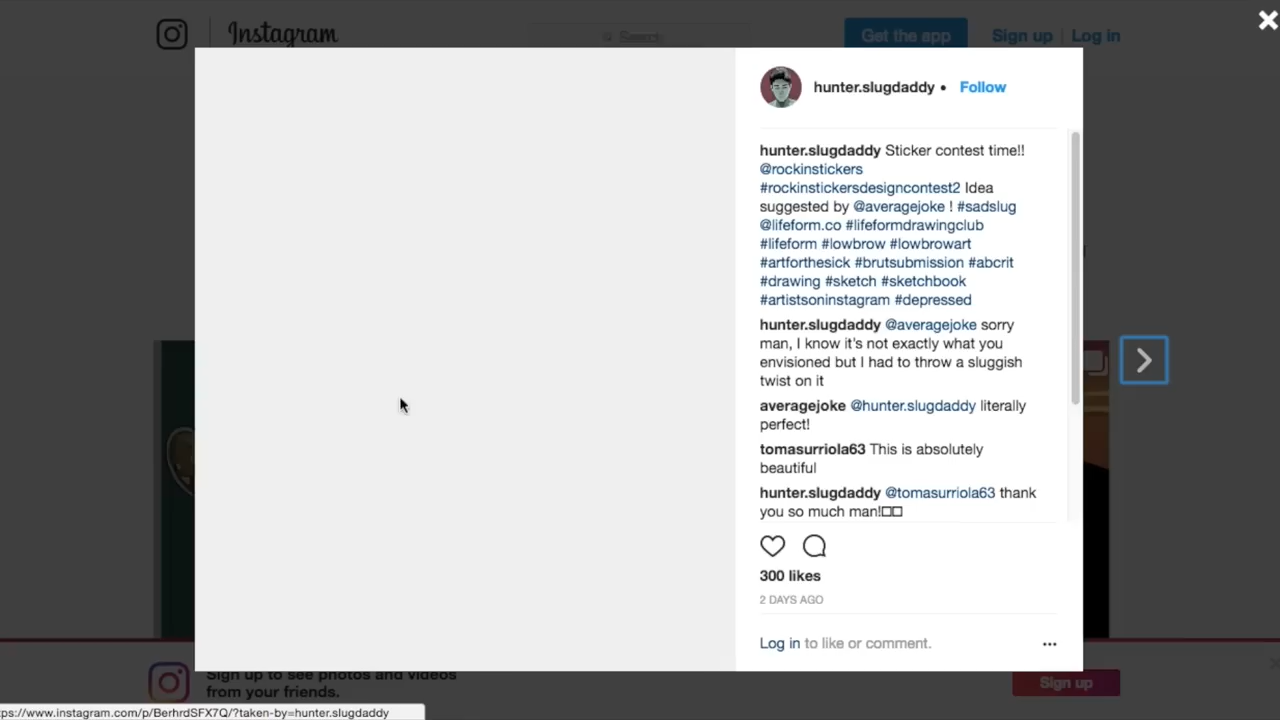 Instagram
Search
Get the app
Sign up | Log in
hunter.slugdaddy • Follow
hunter.slugdaddy Sticker contest time!!
@rockinstickers
#rockinstickersdesigncontest2 Idea
suggested by @averagejoke ! #sadslug
@lifeform.co #lifeformdrawingclub
#lifeform #lowbrow #lowbrowart
#artforthesick #brutsubmission #abcrit
#drawing #sketch #sketchbook
#artistsoninstagram #depressed
hunter.slugdaddy @averagejoke sorry
man, I know it's not exactly what you
envisioned but I had to throw a sluggish
twist on it
averagejoke @hunter.slugdaddy literally
perfect!
tomasurriola63 This is absolutely
beautiful
hunter.slugdaddy @tomasurriola63 thank
you so much man!□□
300 likes
2 DAYS AGO
Log in to like or comment.
Sign up to see photos and videos
from your friends.
Sign up
ps://www.instagram.com/p/BerhrdSFX7Q/?taken-by=hunter.slugdaddy